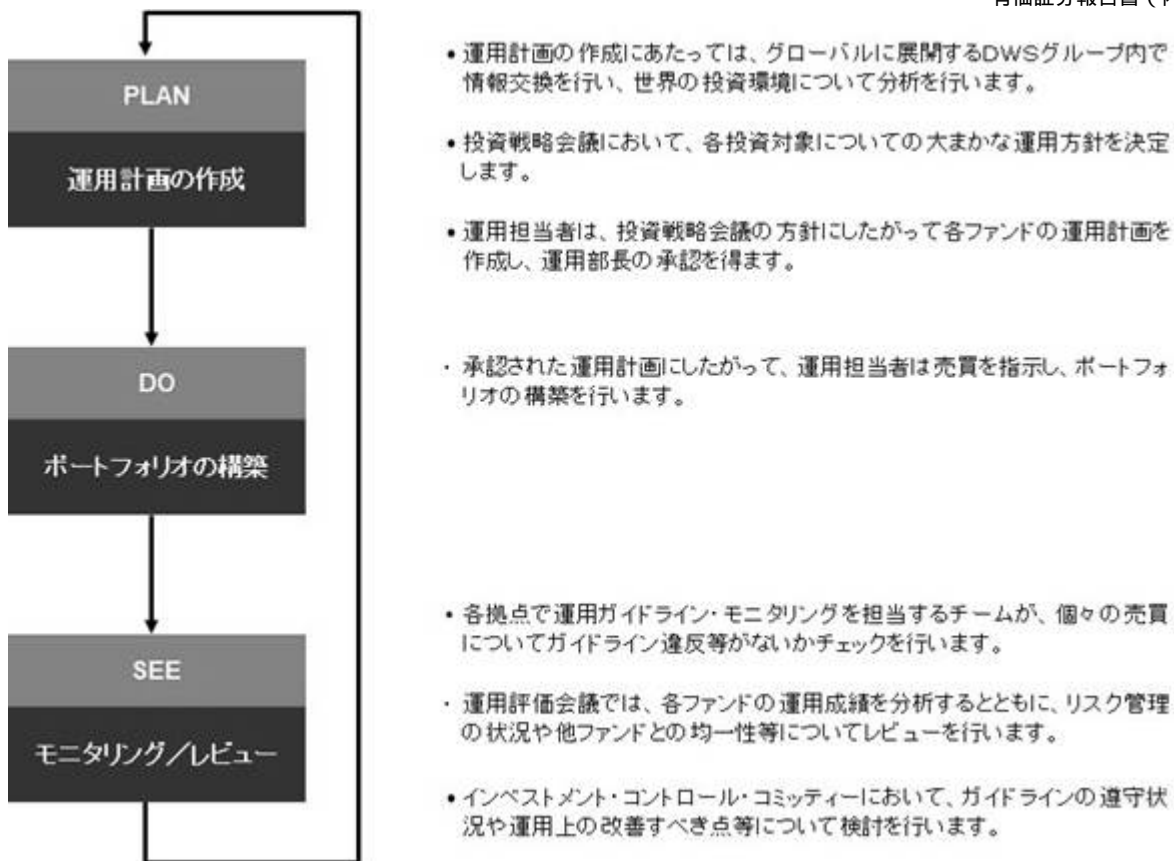 PLAN
運用計画の作成
• 運用計画の作成にあたっては、グローバルに展開するDWSグループ内で
情報交換を行い、世界の投資環境について分析を行います。
• 投資戦略会議において、各投資対象についての大まかな運用方針を決定
します。
• 運用担当者は、投資戦略会議の方針にしたがって各ファンドの運用計画を
作成し、運用部長の承認を得ます。
DO
ポートフォリオの構築
・ 承認された運用計画にしたがって、運用担当者は売買を指示し、ポートフォ
リオの構築を行います。
SEE
モニタリング／レビュー
• 各拠点で運用ガイドライン・モニタリングを担当するチームが、個々の売買
についてガイドライン違反等がないかチェックを行います。
・ 運用評価会議では、各ファンドの運用成績を分析するとともに、リスク管理
の状況や他ファンドとの均一性等についてレビューを行います。
• インベストメント・コントロール・コミッティーにおいて、ガイドラインの遵守状
況や運用上の改善すべき点等について検討を行います。